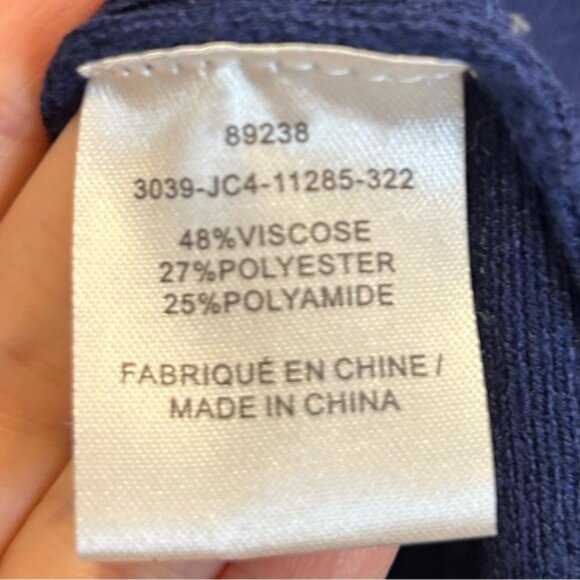 89238
3039-JC4-11285-322
48%VISCOSE
27%POLYESTER
25%POLYAMIDE
FABRIQUÉ EN CHINE /
MADE IN CHINA